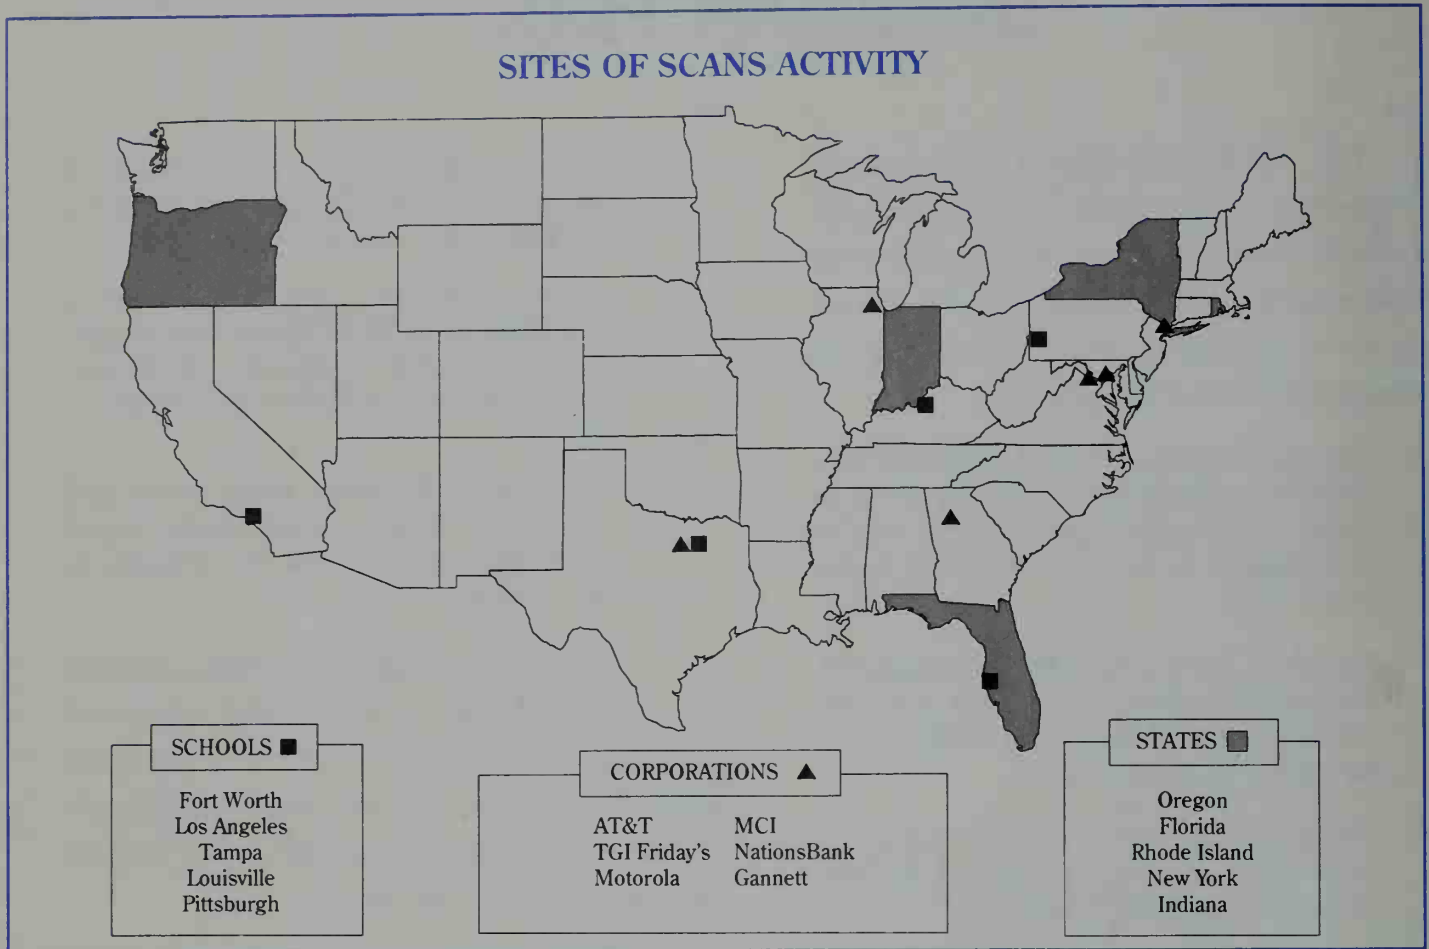 SITES OF SCANS ACTIVITY
SCHOOLS
Fort Worth
Los Angeles
Tampa
Louisville
Pittsburgh
CORPORATIONS
AT&T MCI
TGI Friday's NationsBank
Motorola Gannett
STATES
Oregon
Florida
Rhode Island
New York
Indiana